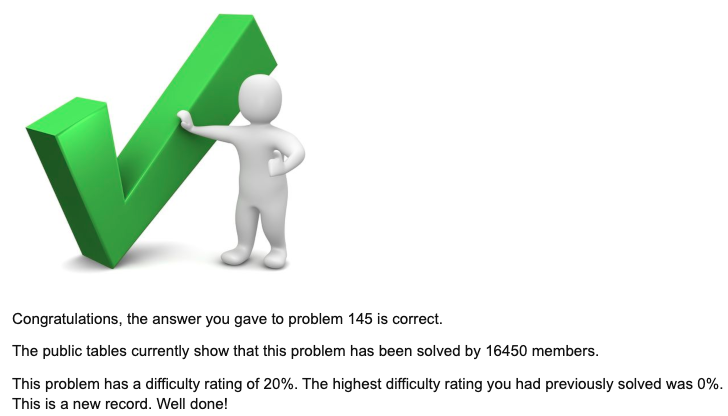 Congratulations, the answer you gave to problem 145 is correct.
The public tables currently show that this problem has been solved by 16450 members.
This problem has a difficulty rating of 20%. The highest difficulty rating you had previously solved was 0%.
This is a new record. Well done!